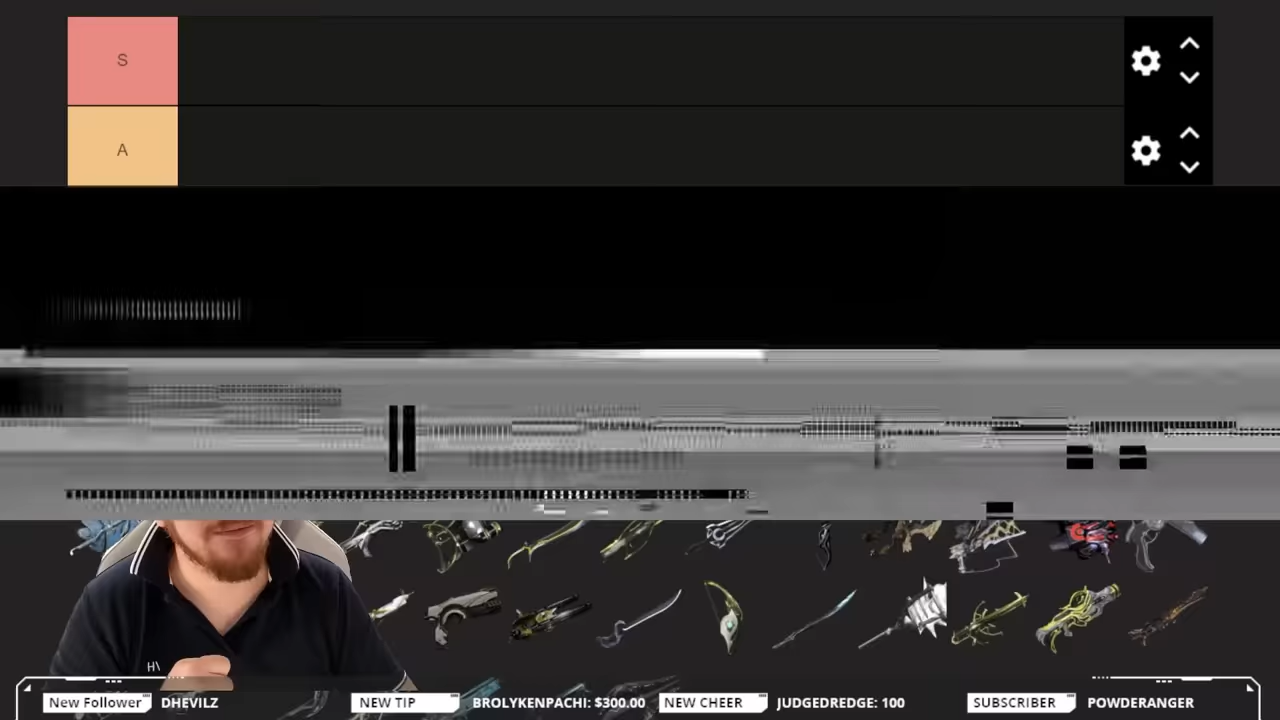 S
A
H\
New Follower DHEVILZ NEW TIP BROLYKENPACHI: $300.00 NEW CHEER JUDGEDREDGE: 100 SUBSCRIBER POWDERANGER